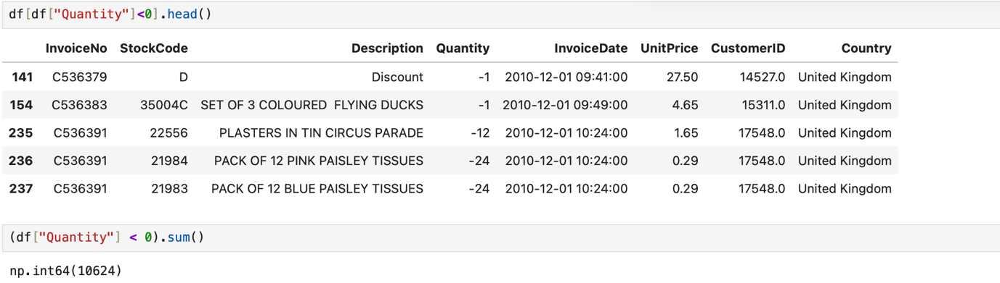 df[df["Quantity"]<0].head()
InvoiceNo StockCode Description Quantity InvoiceDate UnitPrice CustomerID Country
141 C536379 D Discount -1 2010-12-01 09:41:00 27.50 14527.0 United Kingdom
154 C536383 35004C SET OF 3 COLOURED  FLYING DUCKS -1 2010-12-01 09:49:00 4.65 15311.0 United Kingdom
235 C536391 22556 PLASTERS IN TIN CIRCUS PARADE -12 2010-12-01 10:24:00 1.65 17548.0 United Kingdom
236 C536391 21984 PACK OF 12 PINK PAISLEY TISSUES -24 2010-12-01 10:24:00 0.29 17548.0 United Kingdom
237 C536391 21983 PACK OF 12 BLUE PAISLEY TISSUES -24 2010-12-01 10:24:00 0.29 17548.0 United Kingdom
(df["Quantity"] < 0).sum()
np.int64(10624)